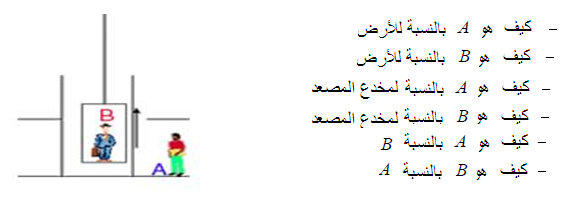 - كيف هو A بالنسبة للأرض
- كيف هو B بالنسبة للأرض
- كيف هو A بالنسبة لمخدع المصعد
- كيف هو B بالنسبة لمخدع المصعد
- كيف هو A بالنسبة B
- كيف هو B بالنسبة A
B
A